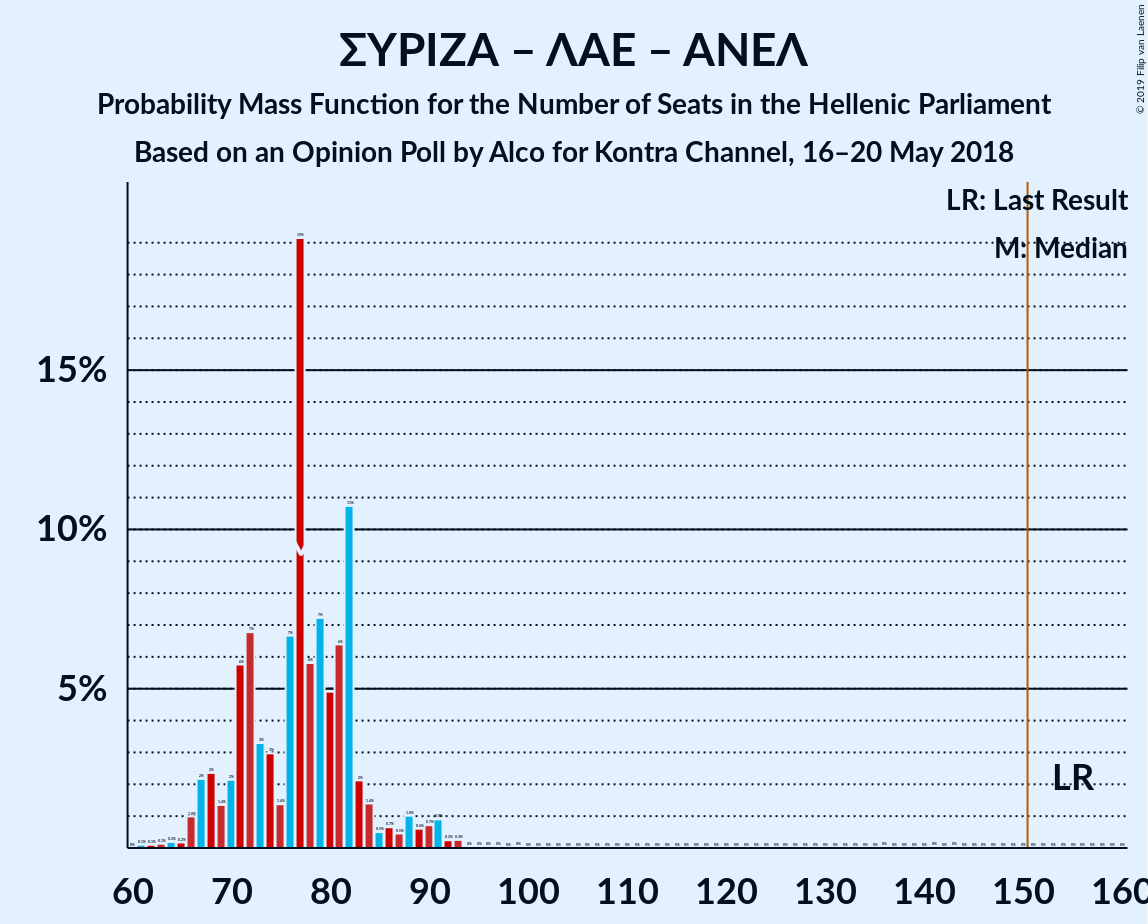 ΣΥΡΙΖΑ – ΛΑΕ – ΑΝΕΛ
Probability Mass Function for the Number of Seats in the Hellenic Parliament
Based on an Opinion Poll by Alco for Kontra Channel, 16–20 May 2018
© 2019 Filip van Laenen
LR: Last Result
M: Median
15%
10%
5%
LR
60 70 80 90 100 110 120 130 140 150 160